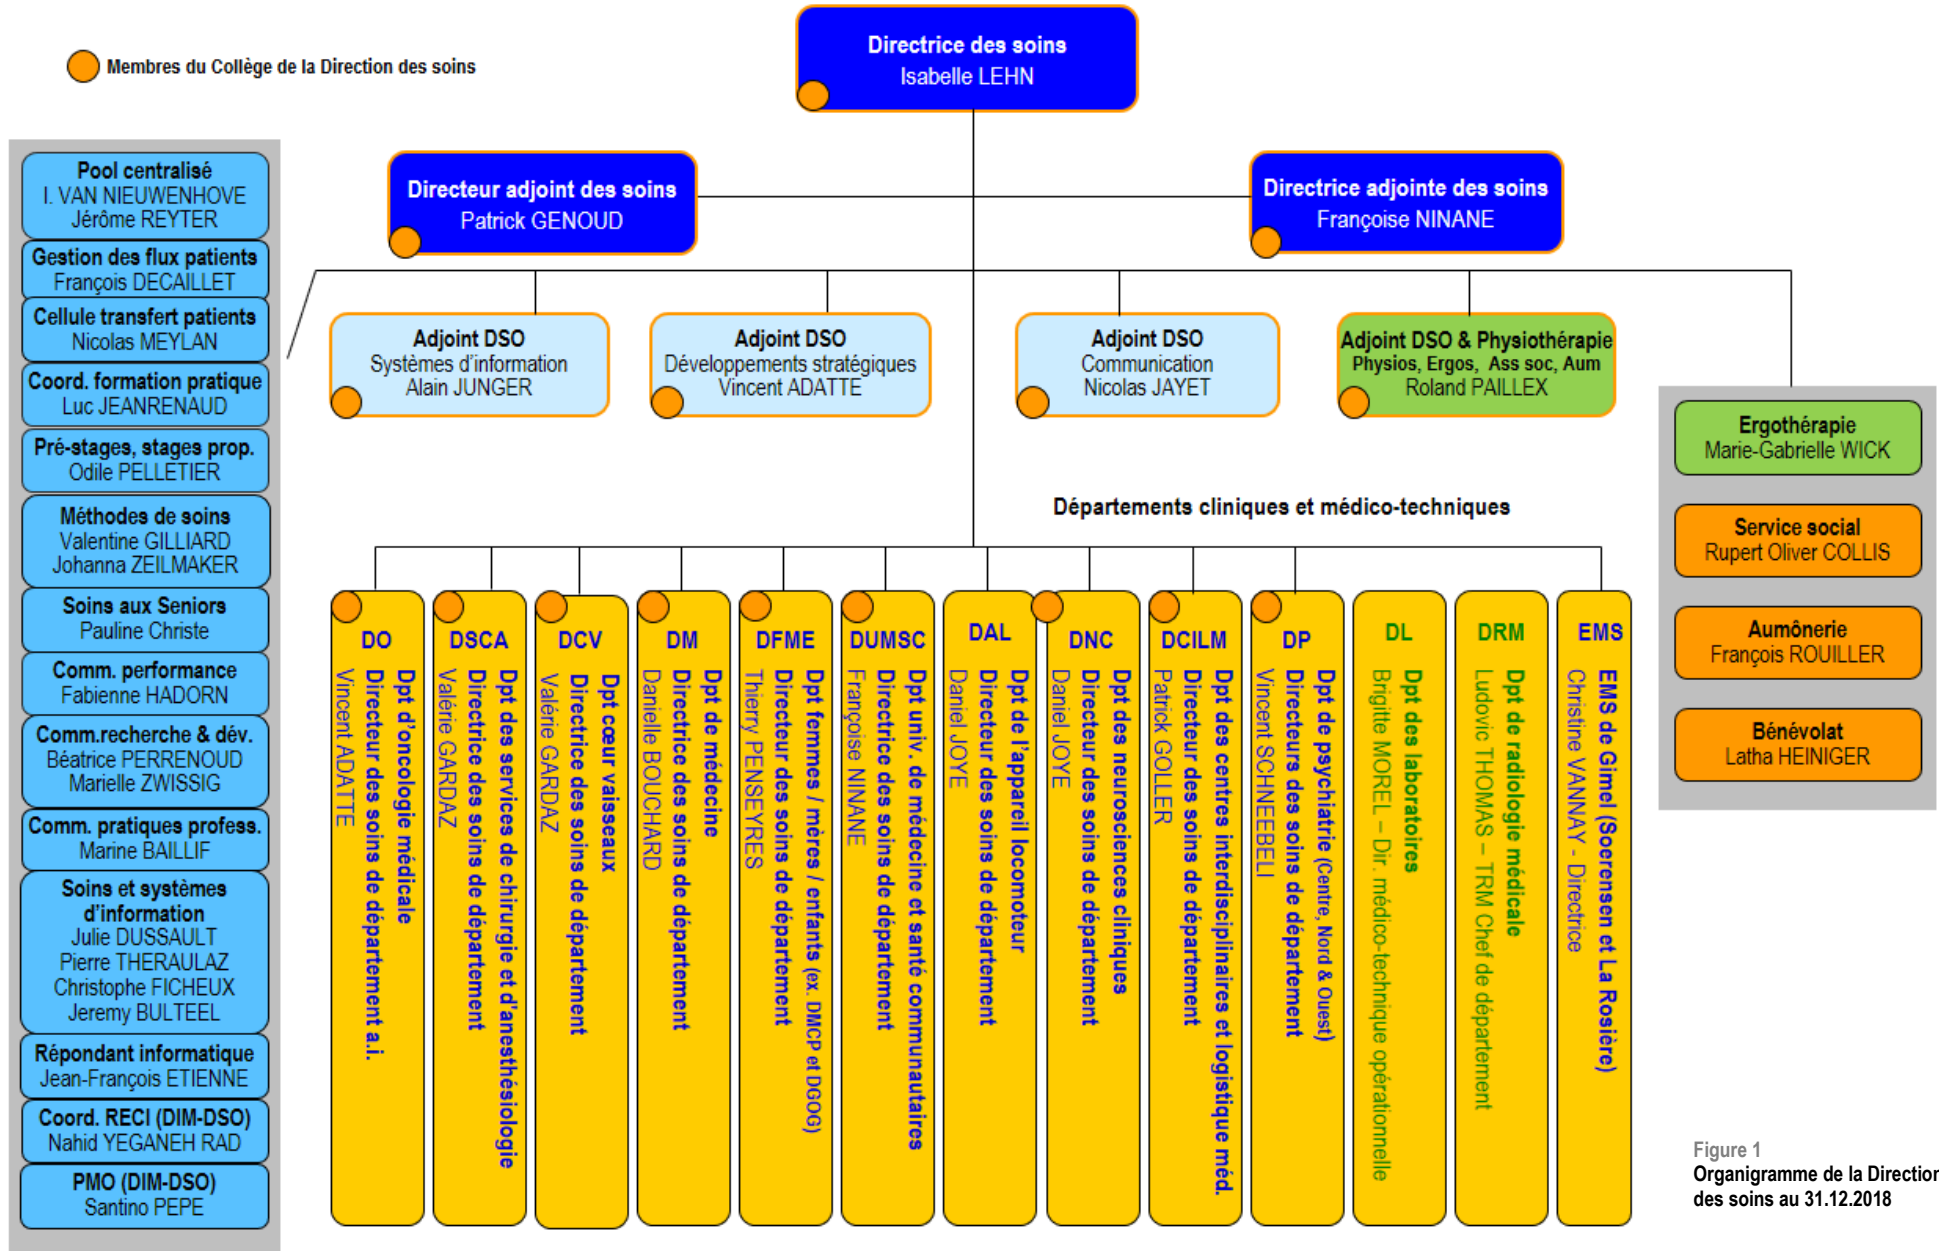 Directrice des soins
Isabelle LEHN
Membres du Collège de la Direction des soins
Directeur adjoint des soins
Patrick GENOUD
Directrice adjointe des soins
Françoise NINANE
Pool centralisé
I. VAN NIEUWENHOVE
Jérôme REYTER
Gestion des flux patients
François DECAILLET
Cellule transfert patients
Nicolas MEYLAN
Coord. formation pratique
Luc JEANRENAUD
Pré-stages, stages prop.
Odile PELLETIER
Méthodes de soins
Valentine GILLIARD
Johanna ZEILMAKER
Soins aux Seniors
Pauline Christe
Comm. performance
Fabienne HADORN
Comm.recherche & dév.
Béatrice PERRENOUD
Marielle ZWISSIG
Comm. pratiques profess.
Marine BAILLIF
Soins et systèmes
d'information
Julie DUSSAULT
Pierre THERAULAZ
Christophe FICHEUX
Jeremy BULTEEL
Répondant informatique
Jean-François ETIENNE
Coord. RECI (DIM-DSO)
Nahid YEGANEH RAD
PMO (DIM-DSO)
Santino PEPE
Adjoint DSO
Systèmes d'information
Alain JUNGER
Adjoint DSO
Développements stratégiques
Vincent ADATTE
Adjoint DSO
Communication
Nicolas JAYET
Adjoint DSO & Physiothérapie
Physios, Ergos, Ass soc, Aum
Roland PAILLEX
Ergothérapie
Marie-Gabrielle WICK
Service social
Rupert Oliver COLLIS
Aumônerie
François ROUILLER
Bénévolat
Latha HEINIGER
Départements cliniques et médico-techniques
DO
Dpt d'oncologie médicale
Directeur des soins de département a.i.
Vincent ADATTE
DSCA
Dpt des services de chirurgie et d'anesthésiologie
Directrice des soins de département
Valérie GARDAZ
DCV
Dpt cœur vaisseaux
Directrice des soins de département
Valérie GARDAZ
DM
Dpt de médecine
Directrice des soins de département
Danielle BOUCHARD
DFME
Dpt femmes / mères / enfants (ex. DMCP et DGOG)
Directeur des soins de département
Thierry PENSEYRES
DUMSC
Dpt univ. de médecine et santé communautaires
Directrice des soins de département
Françoise NINANE
DAL
Dpt de l'appareil locomoteur
Directeur des soins de département
Daniel JOYE
DNC
Dpt des neurosciences cliniques
Directeur des soins de département
Daniel JOYE
DCILM
Dpt des centres interdisciplinaires et logistique méd.
Directeur des soins de département
Patrick GOLLER
DP
Dpt de psychiatrie (Centre, Nord & Ouest)
Directeurs des soins de département
Vincent SCHNEEBELI
DL
Dpt des laboratoires
Brigitte MOREL – Dir. médico-technique opérationnelle
DRM
Dpt de radiologie médicale
Ludovic THOMAS – TRM Chef de département
EMS
EMS de Gimel (Soerensen et La Rosière)
Christine VANNAY - Directrice
Figure 1
Organigramme de la Direction
des soins au 31.12.2018